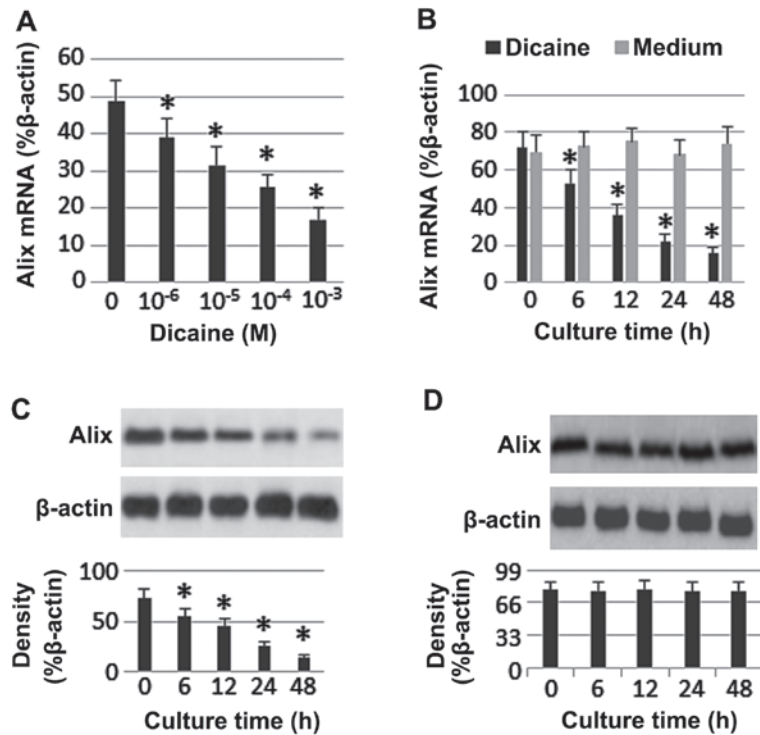 A
Alix mRNA (%β-actin)
60
50
40
30
20
10
0
* * * *
0 10-6 10-5 10-4 10-3
Dicaine (M)
B
Dicaine Medium
Alix mRNA (%β-actin)
100
80
60
40
20
0
* * * *
0 6 12 24 48
Culture time (h)
C
Alix
β-actin
Density
(%β-actin)
100
50
0
* * * *
0 6 12 24 48
Culture time (h)
D
Alix
β-actin
Density
(%β-actin)
99
66
33
0
0 6 12 24 48
Culture time (h)